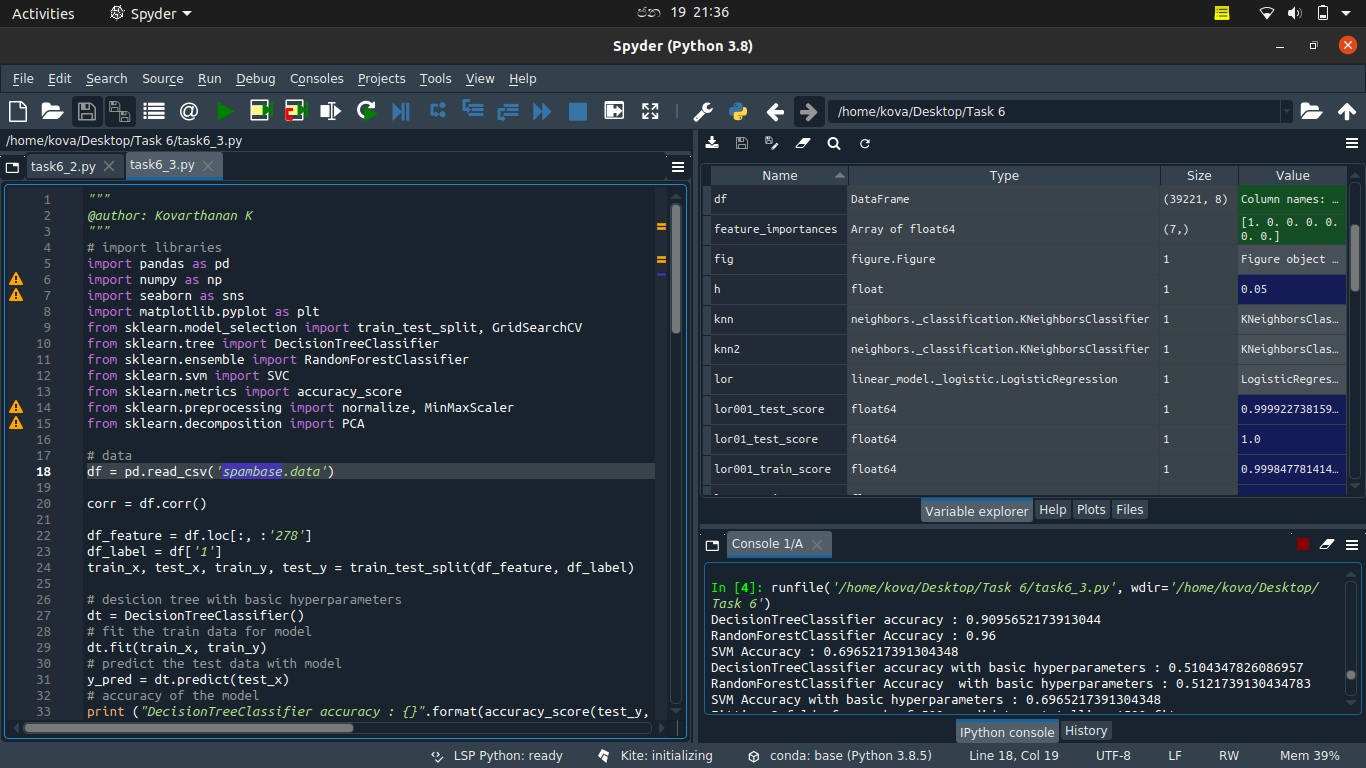 Activities
Spyder
ජන 19 21:36
Spyder (Python 3.8)
File Edit Search Source Run Debug Consoles Projects Tools View Help
/home/kova/Desktop/Task 6
/home/kova/Desktop/Task 6/task6_3.py
task6_2.py
task6_3.py
1 """
2 @author: Kovarthanan K
3 """
4 # import libraries
5 import pandas as pd
6 import numpy as np
7 import seaborn as sns
8 import matplotlib.pyplot as plt
9 from sklearn.model_selection import train_test_split, GridSearchCV
10 from sklearn.tree import DecisionTreeClassifier
11 from sklearn.ensemble import RandomForestClassifier
12 from sklearn.svm import SVC
13 from sklearn.metrics import accuracy_score
14 from sklearn.preprocessing import normalize, MinMaxScaler
15 from sklearn.decomposition import PCA
16
17 # data
18 df = pd.read_csv('spambase.data')
19
20 corr = df.corr()
21
22 df_feature = df.loc[:, :'278']
23 df_label = df['1']
24 train_x, test_x, train_y, test_y = train_test_split(df_feature, df_label)
25
26 # desicion tree with basic hyperparameters
27 dt = DecisionTreeClassifier()
28 # fit the train data for model
29 dt.fit(train_x, train_y)
30 # predict the test data with model
31 y_pred = dt.predict(test_x)
32 # accuracy of the model
33 print ("DecisionTreeClassifier accuracy : {}".format(accuracy_score(test_y,
Name Type Size Value
df DataFrame (39221, 8) Column names: …
feature_importances Array of float64 (7,) [1. 0. 0. 0. 0.
0. 0.]
fig figure.Figure 1 Figure object …
h float 1 0.05
knn neighbors._classification.KNeighborsClassifier 1 KNeighborsClas…
knn2 neighbors._classification.KNeighborsClassifier 1 KNeighborsClas…
lor linear_model._logistic.LogisticRegression 1 LogisticRegres…
lor001_test_score float64 1 0.999922738159…
lor01_test_score float64 1 1.0
lor001_train_score float64 1 0.999847781414…
Variable explorer Help Plots Files
Console 1/A
In [4]: runfile('/home/kova/Desktop/Task 6/task6_3.py', wdir='/home/kova/Desktop/
Task 6')
DecisionTreeClassifier accuracy : 0.9095652173913044
RandomForestClassifier Accuracy : 0.96
SVM Accuracy : 0.6965217391304348
DecisionTreeClassifier accuracy with basic hyperparameters : 0.5104347826086957
RandomForestClassifier Accuracy  with basic hyperparameters : 0.5121739130434783
SVM Accuracy with basic hyperparameters : 0.6965217391304348
IPython console History
LSP Python: ready Kite: initializing conda: base (Python 3.8.5) Line 18, Col 19 UTF-8 LF RW Mem 39%